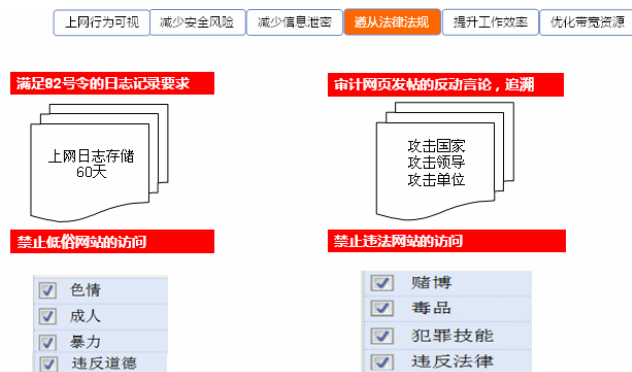 上网行为可视 减少安全风险 减少信息泄密 遵从法律法规 提升工作效率 优化带宽资源
满足82号令的日志记录要求
上网日志存储
60天
禁止低俗网站的访问
色情
成人
暴力
违反道德
审计网页发帖的反动言论，追溯
攻击国家
攻击领导
攻击单位
禁止违法网站的访问
赌博
毒品
犯罪技能
违反法律